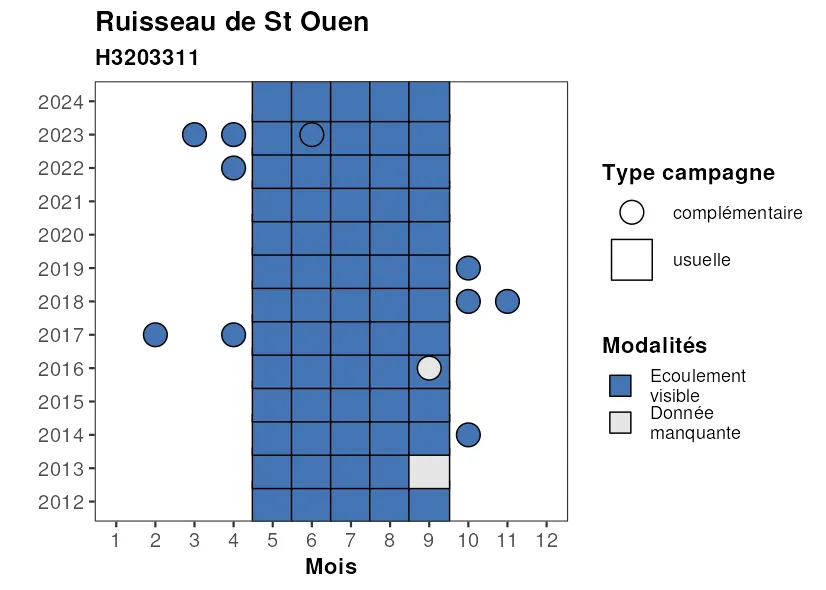 Ruisseau de St Ouen
H3203311
2024
2023
2022
2021
2020
2019
2018
2017
2016
2015
2014
2013
2012
1 2 3 4 5 6 7 8 9 10 11 12
Mois
Type campagne
complémentaire
usuelle
Modalités
Ecoulement
visible
Donnée
manquante